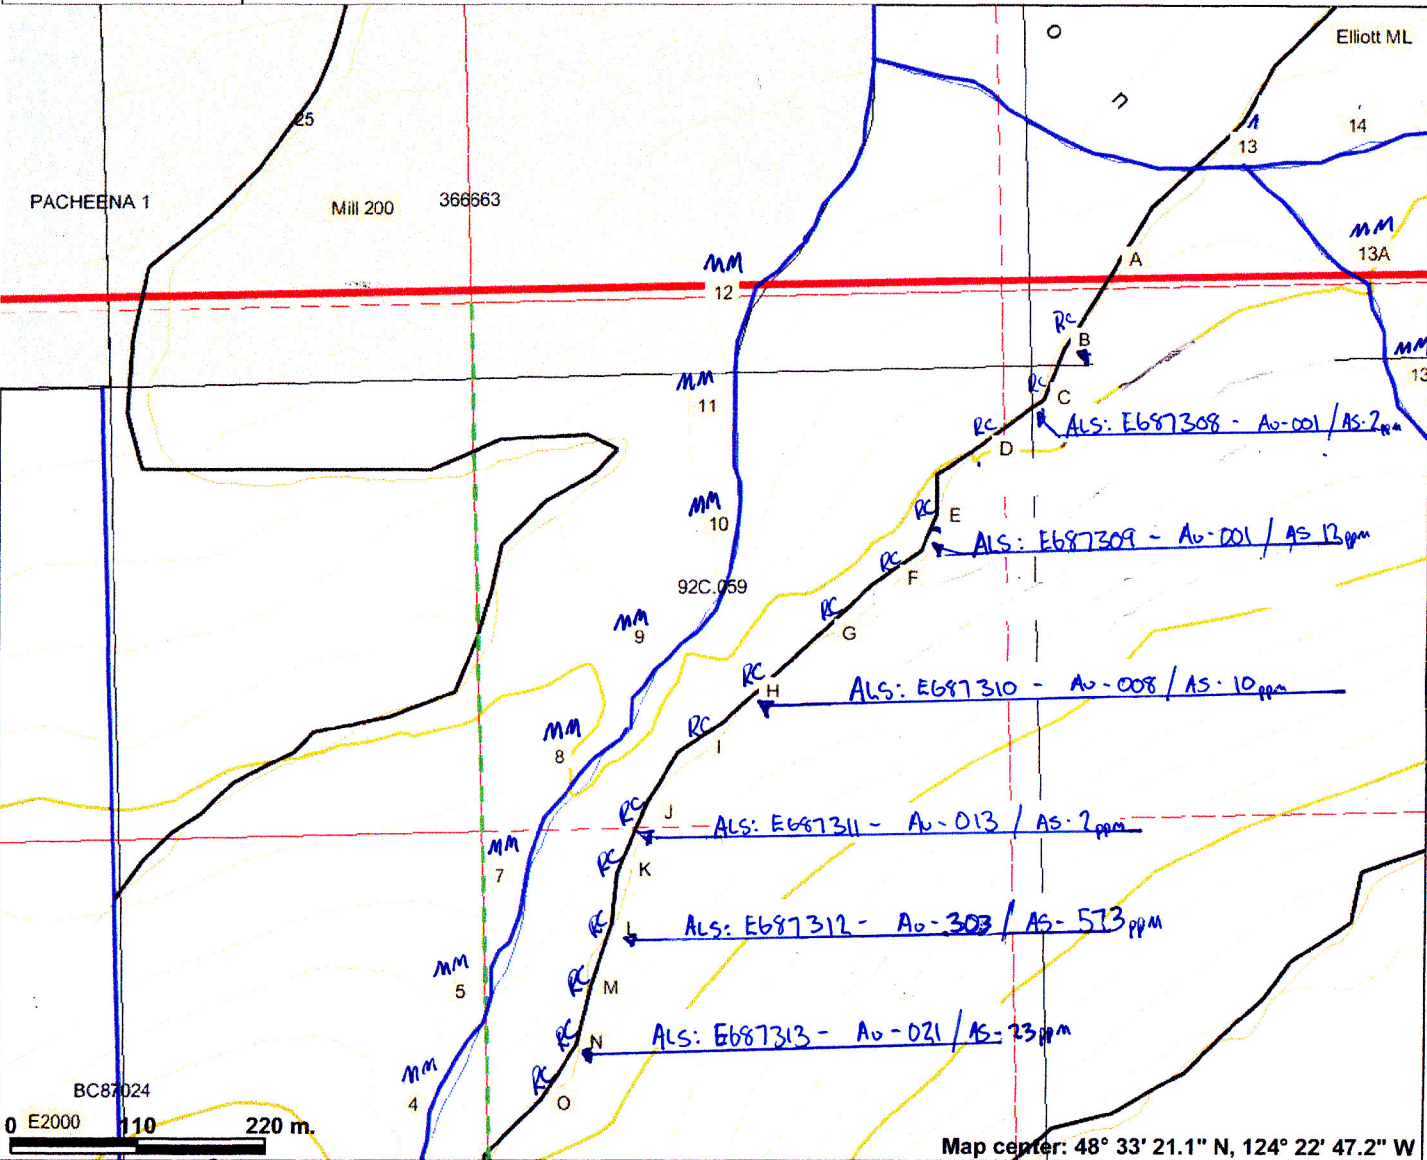 O
Elliott ML
n
14
25
1
13
PACHEENA 1
Mill 200
366663
MM
13A
A
MM
12
RC
B
MM
13
MM
11
RC
C
RC
D
ALS: E687308 - Au-001 / AS-2ppm
MM
10
RC
E
ALS: E687309 - Au-001 / AS 12ppm
RC
F
92C.059
MM
9
RC
G
RC
H
ALS: E687310 - Au-008 / AS-10ppm
MM
8
RC
I
RC
J
ALS: E687311 - Au-013 / AS-2ppm
MM
7
RC
K
RC
L
ALS: E687312 - Au-303 / AS-573ppm
MM
5
RC
M
RC
N
ALS: E687313 - Au-021 / AS-23ppm
MM
4
RC
O
BC87024
0 E2000 110 220 m.
Map center: 48° 33' 21.1" N, 124° 22' 47.2" W